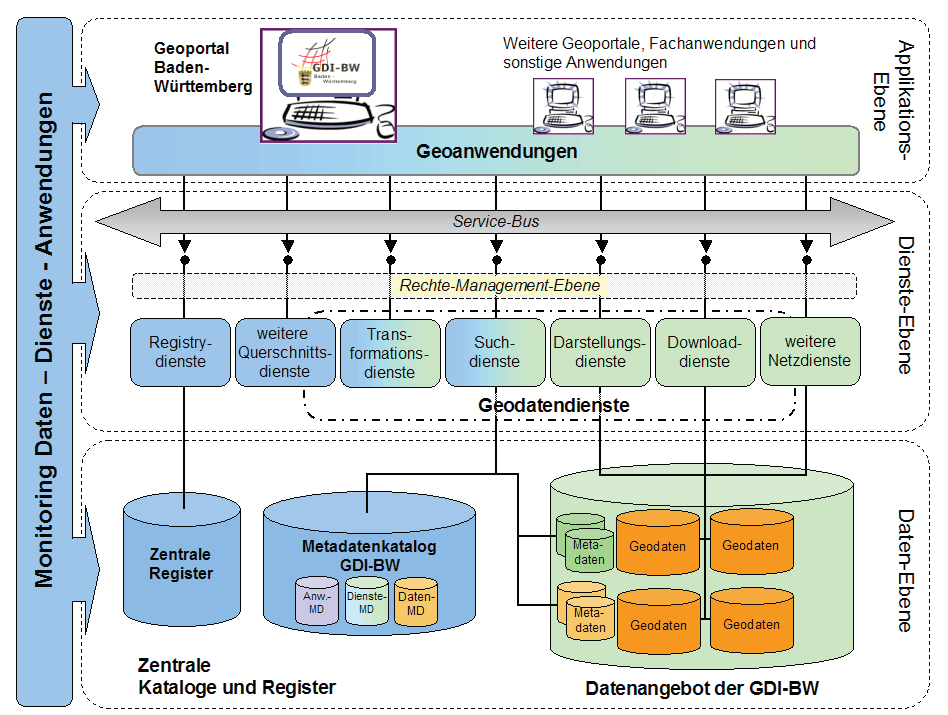 Monitoring Daten – Dienste - Anwendungen
Geoportal
Baden-
Württemberg
GDI-BW
Baden -
Württemberg
Weitere Geoportale, Fachanwendungen und
sonstige Anwendungen
Applikations-
Ebene
Geoanwendungen
Service-Bus
Rechte-Management-Ebene
Dienste-Ebene
Registry-
dienste
weitere
Querschnitts-
dienste
Trans-
formations-
dienste
Such-
dienste
Darstellungs-
dienste
Download-
dienste
weitere
Netzdienste
Geodatendienste
Zentrale
Register
Metadatenkatalog
GDI-BW
Anw.-
MD
Dienste-
MD
Daten-
MD
Meta-
daten
Geodaten
Geodaten
Meta-
daten
Geodaten
Geodaten
Daten-Ebene
Zentrale
Kataloge und Register
Datenangebot der GDI-BW